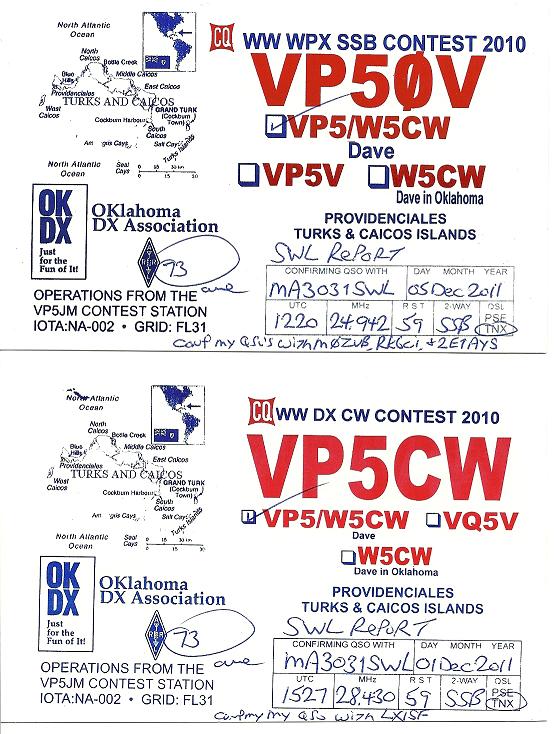 North Atlantic
Ocean
North
Caicos
Bottle Creek
Blue
Hills
Middle Caicos
Providenciales
East Caicos
TURKS AND CAICOS
West
Caicos
GRAND TURK
(Cockburn
Town)
Cockburn Harbour
South
Caicos
Salt Cay
Turks Islands
North Atlantic
Ocean
Seal
Cays
0 15 30
CQ WW WPX SSB CONTEST 2010
VP5ØV
VP5/W5CW
Dave
VP5V W5CW
Dave in Oklahoma
PROVIDENCIALES
TURKS & CAICOS ISLANDS
OK
DX
Just
for the
Fun of It!
OKlahoma
DX Association
73
ave
OPERATIONS FROM THE
VP5JM CONTEST STATION
IOTA:NA-002 • GRID: FL31
SWL REPORT
CONFIRMING QSO WITH DAY MONTH YEAR
MA3031SWL 05 Dec 2011
UTC MHz R S T 2-WAY QSL
1220 24.942 59 SSB PSE
TNX
Conf my QSL's with MØZVB,
North Atlantic
Ocean
North
Caicos
Bottle Creek
Blue
Hills
Middle Caicos
Providenciales
East Caicos
TURKS AND CAICOS
West
Caicos
GRAND TURK
(Cockburn
Town)
Cockburn Harbour
South
Caicos
Salt Cay
Turks Islands
North Atlantic
Ocean
Seal
Cays
0 15 30
CQ WW DX CW CONTEST 2010
VP5CW
VP5/W5CW VQ5V
Dave
W5CW
Dave in Oklahoma
PROVIDENCIALES
TURKS & CAICOS ISLANDS
OK
DX
Just
for the
Fun of It!
OKlahoma
DX Association
73
ave
OPERATIONS FROM THE
VP5JM CONTEST STATION
IOTA:NA-002 • GRID: FL31
SWL REPORT
CONFIRMING QSO WITH DAY MONTH YEAR
MA3031SWL 01 Dec 2011
UTC MHz R S T 2-WAY QSL
1527 28.430 59 SSB PSE
TNX
my QSO with LX1SF